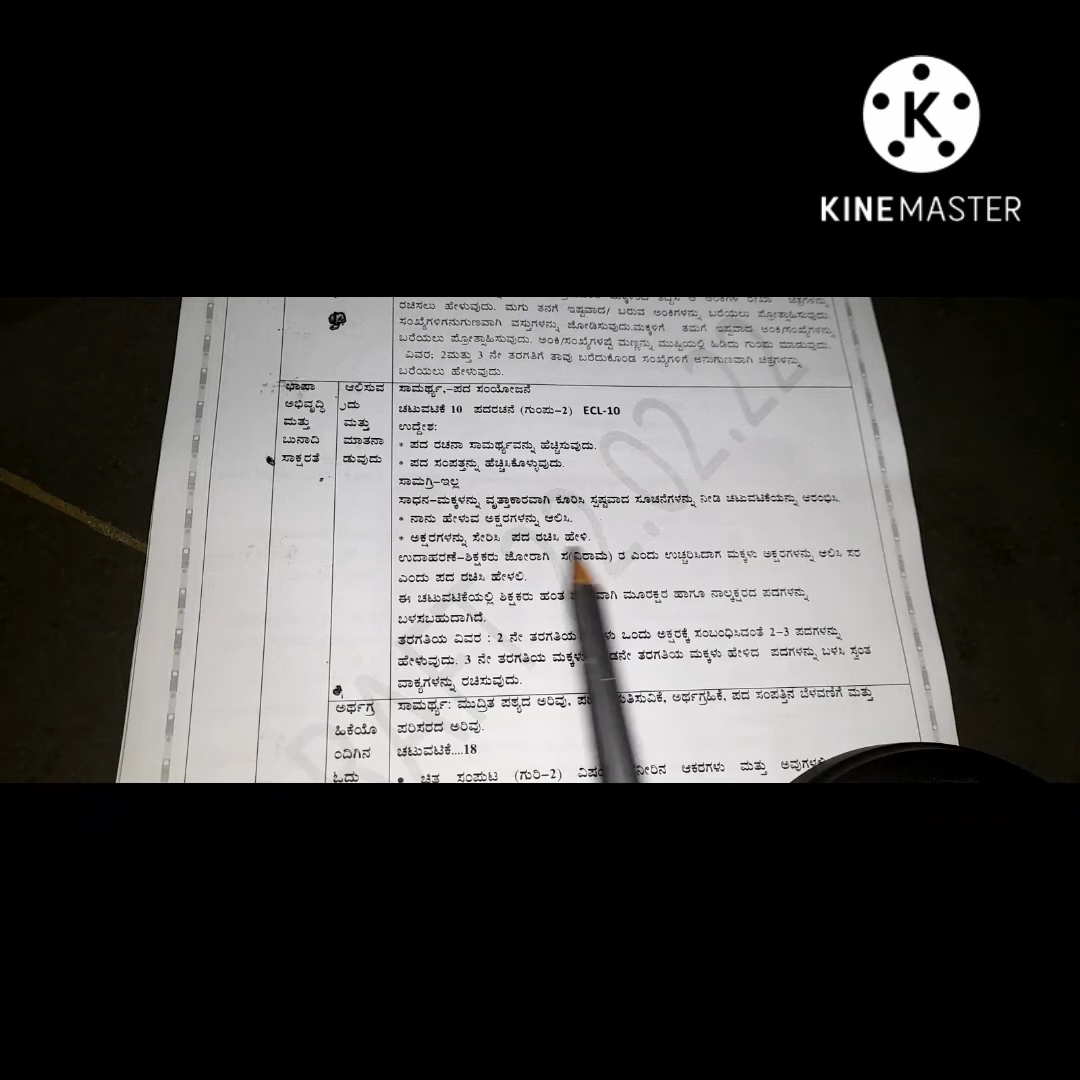 K
KINEMASTER
ರಚಿಸಲು ಹೇಳುವುದು. ಮಗು ತನಗೆ ಇಷ್ಟವಾದ/ ಬರುವ ಅಂಕಿಗಳನ್ನು ಬರೆಯಲು ಪ್ರೋತ್ಸಾಹಿಸುವುದು.
ಸಂಖ್ಯೆಗಳಿಗನುಗುಣವಾಗಿ ವಸ್ತುಗಳನ್ನು ಜೋಡಿಸುವುದು.ಮಕ್ಕಳಿಗೆ ತಮಗೆ ಇಷ್ಟವಾದ ಅಂಕಿ/ಸಂಖ್ಯೆಗಳನ್ನು
ಬರೆಯಲು ಪ್ರೋತ್ಸಾಹಿಸುವುದು. ಅಂಕಿ/ಸಂಖ್ಯೆಗಳಷ್ಟೆ ಮಣ್ಣನ್ನು ಮುಷ್ಠಿಯಲ್ಲಿ ಹಿಡಿದು ಗುಂಪು ಮಾಡುವುದು.
ವಿವರ; 2ಮತ್ತು 3 ನೇ ತರಗತಿಗೆ ತಾವು ಬರೆದುಕೊಂಡ ಸಂಖ್ಯೆಗಳಿಗೆ ಅನುಗುಣವಾಗಿ ಚಿತ್ರಗಳನ್ನು
ಬರೆಯಲು ಹೇಳುವುದು.
ಭಾಷಾ
ಅಭಿವೃದ್ಧಿ
ಮತ್ತು
ಬುನಾದಿ
ಸಾಕ್ಷರತೆ
ಆಲಿಸುವ
ುದು
ಮತ್ತು
ಮಾತನಾ
ಡುವುದು
ಸಾಮರ್ಥ್ಯ,-ಪದ ಸಂಯೋಜನೆ
ಚಟುವಟಿಕೆ 10 ಪದರಚನೆ (ಗುಂಪು-2) ECL-10
ಉದ್ದೇಶ:
* ಪದ ರಚನಾ ಸಾಮರ್ಥ್ಯವನ್ನು ಹೆಚ್ಚಿಸುವುದು.
* ಪದ ಸಂಪತ್ತನ್ನು ಹೆಚ್ಚಿಸಿಕೊಳ್ಳುವುದು.
ಸಾಮಗ್ರಿ-ಇಲ್ಲ
ಸಾಧನ-ಮಕ್ಕಳನ್ನು ವೃತ್ತಾಕಾರವಾಗಿ ಕೂರಿಸಿ ಸ್ಪಷ್ಟವಾದ ಸೂಚನೆಗಳನ್ನು ನೀಡಿ ಚಟುವಟಿಕೆಯನ್ನು ಆರಂಭಿಸಿ.
* ನಾನು ಹೇಳುವ ಅಕ್ಷರಗಳನ್ನು ಆಲಿಸಿ.
* ಅಕ್ಷರಗಳನ್ನು ಸೇರಿಸಿ ಪದ ರಚಿಸಿ ಹೇಳಿ.
ಉದಾಹರಣೆ-ಶಿಕ್ಷಕರು ಜೋರಾಗಿ ಸ(ವಿರಾಮ) ರ ಎಂದು ಉಚ್ಚರಿಸಿದಾಗ ಮಕ್ಕಳು ಅಕ್ಷರಗಳನ್ನು ಆಲಿಸಿ ಸರ
ಎಂದು ಪದ ರಚಿಸಿ ಹೇಳಲಿ.
ಈ ಚಟುವಟಿಕೆಯಲ್ಲಿ ಶಿಕ್ಷಕರು ಹಂತ ಮೂರಕ್ಷರ ಹಾಗೂ ನಾಲ್ಕಕ್ಷರದ ಪದಗಳನ್ನು
ಬಳಸಬಹುದಾಗಿದೆ.
ತರಗತಿಯ ವಿವರ : 2 ನೇ ತರಗತಿಯ ಒಂದು ಅಕ್ಷರಕ್ಕೆ ಸಂಬಂಧಿಸಿದಂತೆ 2-3 ಪದಗಳನ್ನು
ಹೇಳುವುದು. 3 ನೇ ತರಗತಿಯ ಮಕ್ಕಳು ತರಗತಿಯ ಮಕ್ಕಳು ಹೇಳಿದ ಪದಗಳನ್ನು ಬಳಸಿ ಸ್ವಂತ
ವಾಕ್ಯಗಳನ್ನು ರಚಿಸುವುದು.
ಅರ್ಥಗ್ರ
ಹಿಕೆಯೊ
ಂದಿಗಿನ
ಓದು
ಸಾಮರ್ಥ್ಯ: ಮುದ್ರಿತ ಪಠ್ಯದ ಅರಿವು, ಅರ್ಥಗ್ರಹಿಕೆ, ಪದ ಸಂಪತ್ತಿನ ಬೆಳವಣಿಗೆ ಮತ್ತು
ಪರಿಸರದ ಅರಿವು.
ಚಟುವಟಿಕೆ....18
• ಚಿತ್ರ ಸಂಪುಟ (ಗುರಿ-2) ನೀರಿನ ಆಕರಗಳು ಮತ್ತು
22.02.22